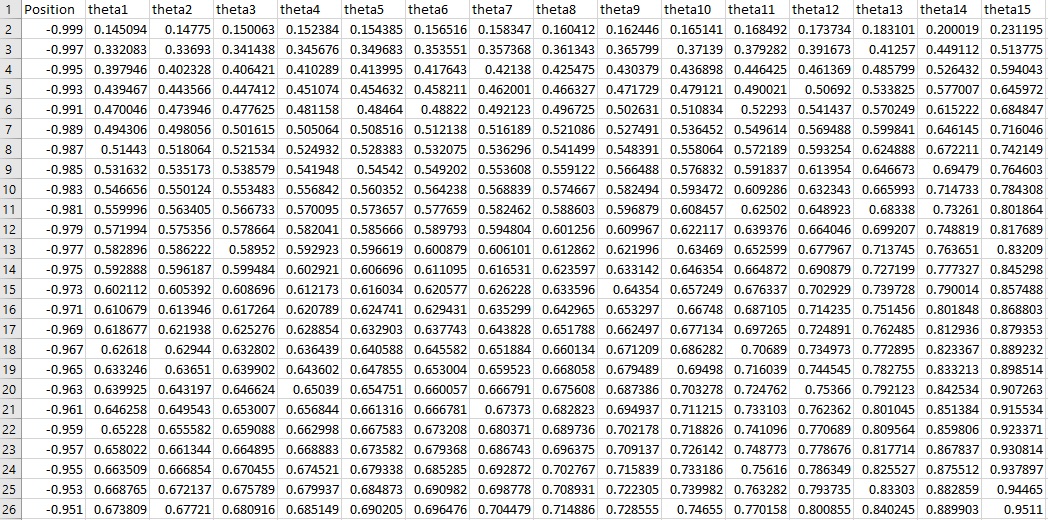 1 Position theta1 theta2 theta3 theta4 theta5 theta6 theta7 theta8 theta9 theta10 theta11 theta12 theta13 theta14 theta15
2 -0.999 0.145094 0.14775 0.150063 0.152384 0.154385 0.156516 0.158347 0.160412 0.162446 0.165141 0.168492 0.173734 0.183101 0.200019 0.231195
3 -0.997 0.332083 0.33693 0.341438 0.345676 0.349683 0.353551 0.357368 0.361343 0.365799 0.37139 0.379282 0.391673 0.41257 0.449112 0.513775
4 -0.995 0.397946 0.402328 0.406421 0.410289 0.413995 0.417643 0.42138 0.425475 0.430379 0.436898 0.446425 0.461369 0.485799 0.526432 0.594043
5 -0.993 0.439467 0.443566 0.447412 0.451074 0.454632 0.458211 0.462001 0.466327 0.471729 0.479121 0.490021 0.50692 0.533825 0.577007 0.645972
6 -0.991 0.470046 0.473946 0.477625 0.481158 0.48464 0.48822 0.492123 0.496725 0.502631 0.510834 0.52293 0.541437 0.570249 0.615222 0.684847
7 -0.989 0.494306 0.498056 0.501615 0.505064 0.508516 0.512138 0.516189 0.521086 0.527491 0.536452 0.549614 0.569488 0.599841 0.646145 0.716046
8 -0.987 0.51443 0.518064 0.521534 0.524932 0.528383 0.532075 0.536296 0.541499 0.548391 0.558064 0.572189 0.593254 0.624888 0.672211 0.742149
9 -0.985 0.531632 0.535173 0.538579 0.541948 0.54542 0.549202 0.553608 0.559122 0.566488 0.576832 0.591837 0.613954 0.646673 0.69479 0.764603
10 -0.983 0.546656 0.550124 0.553483 0.556842 0.560352 0.564238 0.568839 0.574667 0.582494 0.593472 0.609286 0.632343 0.665993 0.714733 0.784308
11 -0.981 0.559996 0.563405 0.566733 0.570095 0.573657 0.577659 0.582462 0.588603 0.596879 0.608457 0.62502 0.648923 0.68338 0.73261 0.801864
12 -0.979 0.571994 0.575356 0.578664 0.582041 0.585666 0.589793 0.594804 0.601256 0.609967 0.622117 0.639376 0.664046 0.699207 0.748819 0.817689
13 -0.977 0.582896 0.586222 0.58952 0.592923 0.596619 0.600879 0.606101 0.612862 0.621996 0.63469 0.652599 0.677967 0.713745 0.763651 0.83209
14 -0.975 0.592888 0.596187 0.599484 0.602921 0.606696 0.611095 0.616531 0.623597 0.633142 0.646354 0.664872 0.690879 0.727199 0.777327 0.845298
15 -0.973 0.602112 0.605392 0.608696 0.612173 0.616034 0.620577 0.626228 0.633596 0.64354 0.657249 0.676337 0.702929 0.739728 0.790014 0.857488
16 -0.971 0.610679 0.613946 0.617264 0.620789 0.624741 0.629431 0.635299 0.642965 0.653297 0.66748 0.687105 0.714235 0.751456 0.801848 0.868803
17 -0.969 0.618677 0.621938 0.625276 0.628854 0.632903 0.637743 0.643828 0.651788 0.662497 0.677134 0.697265 0.724891 0.762485 0.812936 0.879353
18 -0.967 0.62618 0.62944 0.632802 0.636439 0.640588 0.645582 0.651884 0.660134 0.671209 0.686282 0.70689 0.734973 0.772895 0.823367 0.889232
19 -0.965 0.633246 0.63651 0.639902 0.643602 0.647855 0.653004 0.659523 0.668058 0.679489 0.69498 0.716039 0.744545 0.782755 0.833213 0.898514
20 -0.963 0.639925 0.643197 0.646624 0.65039 0.654751 0.660057 0.666791 0.675608 0.687386 0.703278 0.724762 0.75366 0.792123 0.842534 0.907263
21 -0.961 0.646258 0.649543 0.653007 0.656844 0.661316 0.666781 0.67373 0.682823 0.694937 0.711215 0.733103 0.762362 0.801045 0.851384 0.915534
22 -0.959 0.65228 0.655582 0.659088 0.662998 0.667583 0.673208 0.680371 0.689736 0.702178 0.718826 0.741096 0.770689 0.809564 0.859806 0.923371
23 -0.957 0.658022 0.661344 0.664895 0.668883 0.673582 0.679368 0.686743 0.696375 0.709137 0.726142 0.748773 0.778676 0.817714 0.867837 0.930814
24 -0.955 0.663509 0.666854 0.670455 0.674521 0.679338 0.685285 0.692872 0.702767 0.715839 0.733186 0.75616 0.786349 0.825527 0.875512 0.937897
25 -0.953 0.668765 0.672137 0.675789 0.679937 0.684873 0.690982 0.698778 0.708931 0.722305 0.739982 0.763282 0.793735 0.83303 0.882859 0.94465
26 -0.951 0.673809 0.67721 0.680916 0.685149 0.690205 0.696476 0.704479 0.714886 0.728555 0.74655 0.770158 0.800855 0.840245 0.889903 0.9511